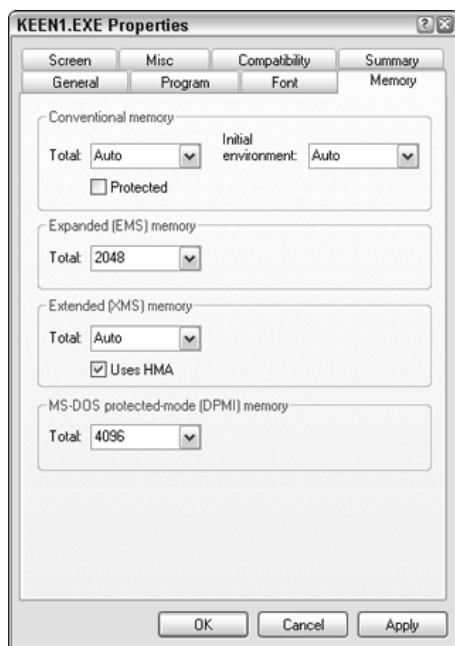 KEEN1.EXE Properties
Screen Misc Compatibility Summary
General Program Font Memory
Conventional memory
Total: Auto Initial environment: Auto
Protected
Expanded (EMS) memory
Total: 2048
Extended (XMS) memory
Total: Auto
Uses HMA
MS-DOS protected-mode (DPMI) memory
Total: 4096
OK Cancel Apply